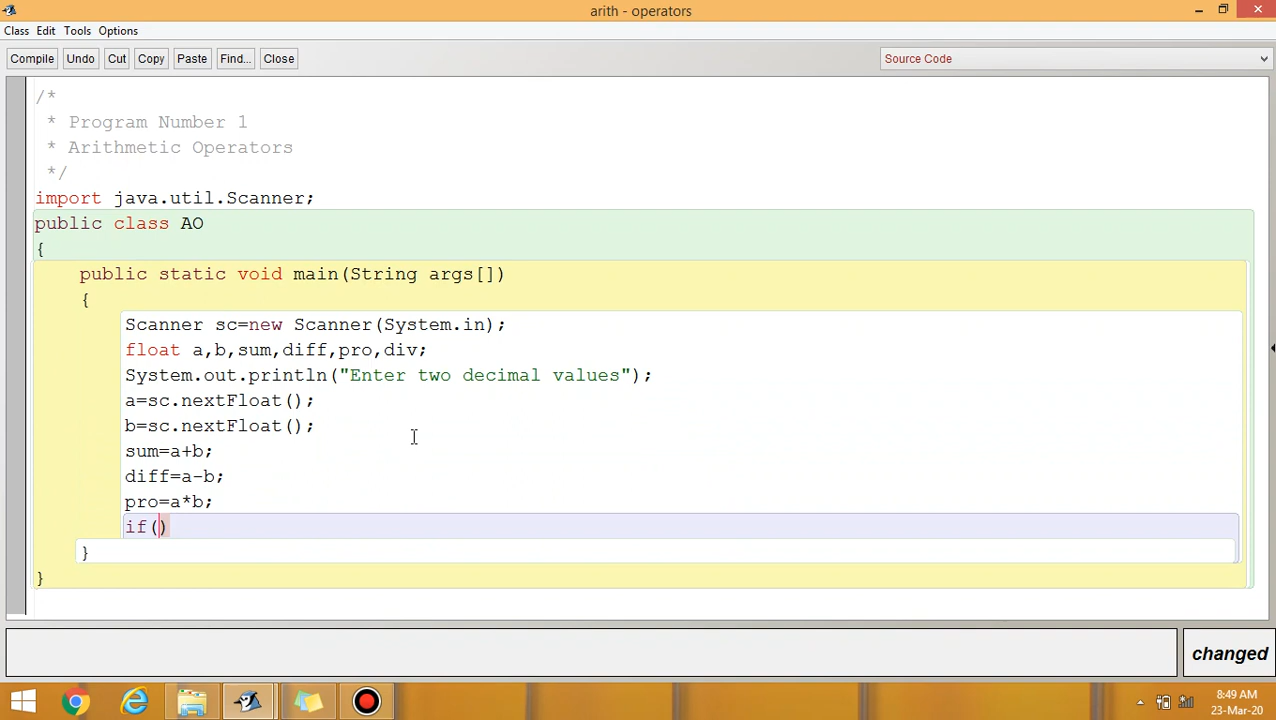 arith - operators
Class Edit Tools Options
Compile Undo Cut Copy Paste Find... Close Source Code
/*
* Program Number 1
* Arithmetic Operators
*/
import java.util.Scanner;
public class AO
{
public static void main(String args[])
{
Scanner sc=new Scanner(System.in);
float a,b,sum,diff,pro,div;
System.out.println("Enter two decimal values");
a=sc.nextFloat();
b=sc.nextFloat();
sum=a+b;
diff=a-b;
pro=a*b;
if()
}
}
changed
8:49 AM
23-Mar-20